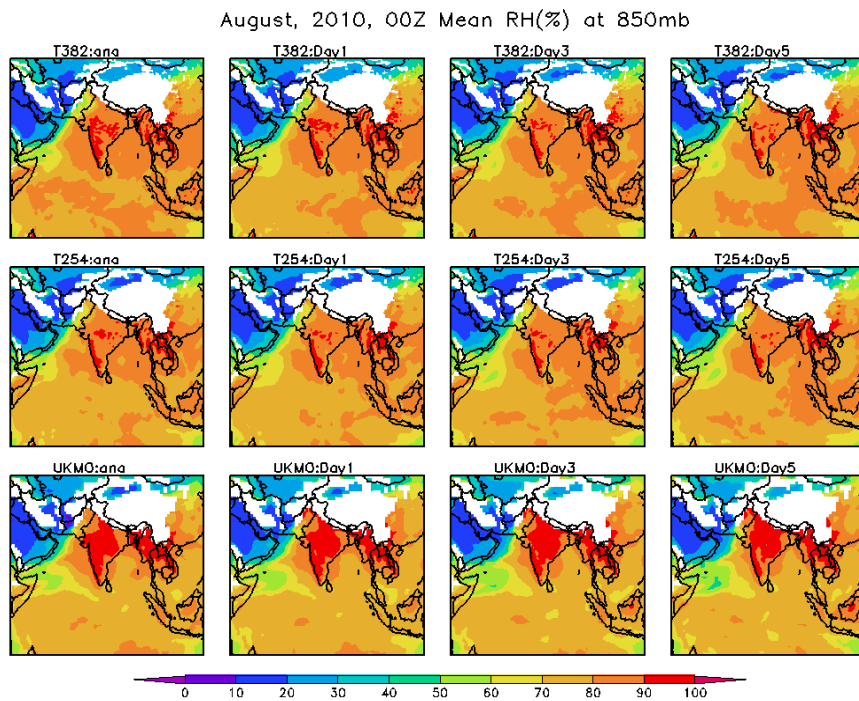 August, 2010, 00Z Mean RH(%) at 850mb
T382:ana T382:Day1 T382:Day3 T382:Day5
T254:ana T254:Day1 T254:Day3 T254:Day5
UKMO:ana UKMO:Day1 UKMO:Day3 UKMO:Day5
0 10 20 30 40 50 60 70 80 90 100